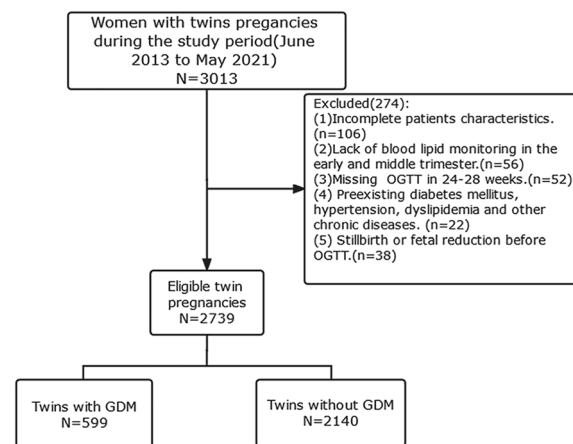 Women with twins pregancies
during the study period(June
2013 to May 2021)
N=3013
Excluded(274):
(1)Incomplete patients characteristics.
(n=106)
(2)Lack of blood lipid monitoring in the
early and middle trimester.(n=56)
(3)Missing OGTT in 24-28 weeks.(n=52)
(4) Preexisting diabetes mellitus,
hypertension, dyslipidemia and other
chronic diseases. (n=22)
(5) Stillbirth or fetal reduction before
OGTT.(n=38)
Eligible twin
pregnancies
N=2739
Twins with GDM
N=599
Twins without GDM
N=2140